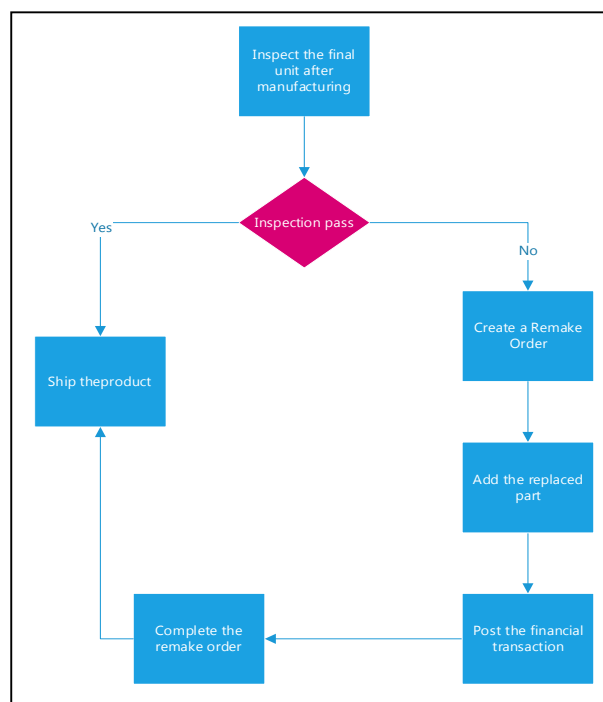 Inspect the final
unit after
manufacturing
Inspection pass
Yes
No
Create a Remake
Order
Ship theproduct
Add the replaced
part
Complete the
remake order
Post the financial
transaction